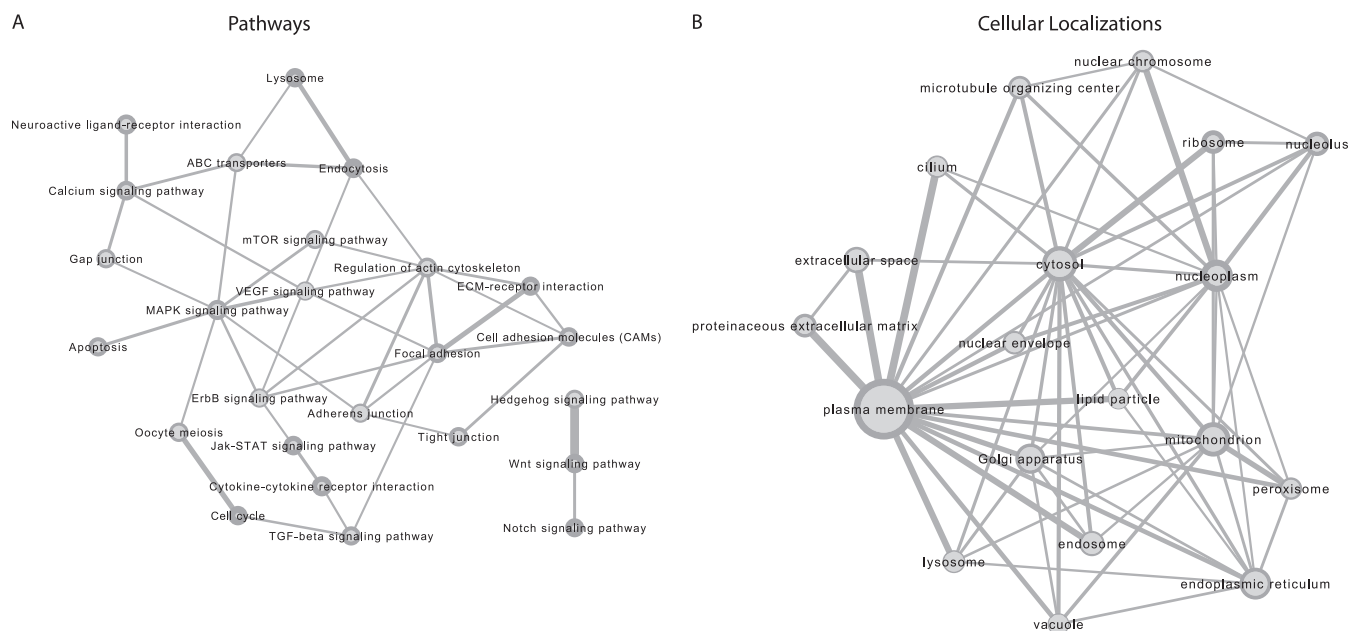 A
Pathways
Lysosome
Neuroactive ligand-receptor interaction
ABC transporters
Endocytosis
Calcium signaling pathway
mTOR signaling pathway
Gap junction
Regulation of actin cytoskeleton
VEGF signaling pathway
ECM-receptor interaction
MAPK signaling pathway
Cell adhesion molecules (CAMs)
Apoptosis
Focal adhesion
ErbB signaling pathway
Hedgehog signaling pathway
Adherens junction
Oocyte meiosis
Tight junction
Jak-STAT signaling pathway
Wnt signaling pathway
Cytokine-cytokine receptor interaction
Cell cycle
Notch signaling pathway
TGF-beta signaling pathway
B
Cellular Localizations
nuclear chromosome
microtubule organizing center
ribosome
nucleolus
cilium
extracellular space
cytosol
nucleoplasm
proteinaceous extracellular matrix
nuclear envelope
lipid particle
plasma membrane
mitochondrion
Golgi apparatus
peroxisome
endosome
lysosome
endoplasmic reticulum
vacuole